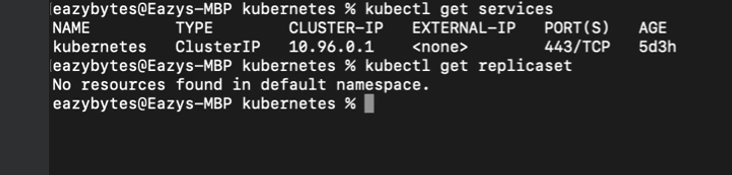 eazybytes@Eazys-MBP kubernetes % kubectl get services
NAME TYPE CLUSTER-IP EXTERNAL-IP PORT(S) AGE
kubernetes ClusterIP 10.96.0.1 <none> 443/TCP 5d3h
eazybytes@Eazys-MBP kubernetes % kubectl get replicaset
No resources found in default namespace.
eazybytes@Eazys-MBP kubernetes %